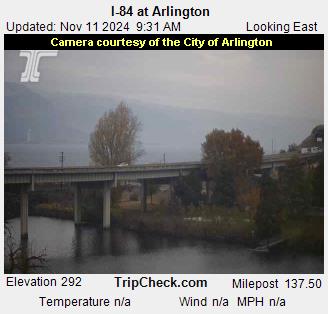 I-84 at Arlington
Updated: Nov 11 2024 9:31 AM Looking East
Camera courtesy of the City of Arlington
Elevation 292 TripCheck.com Milepost 137.50
Temperature n/a Wind n/a MPH n/a